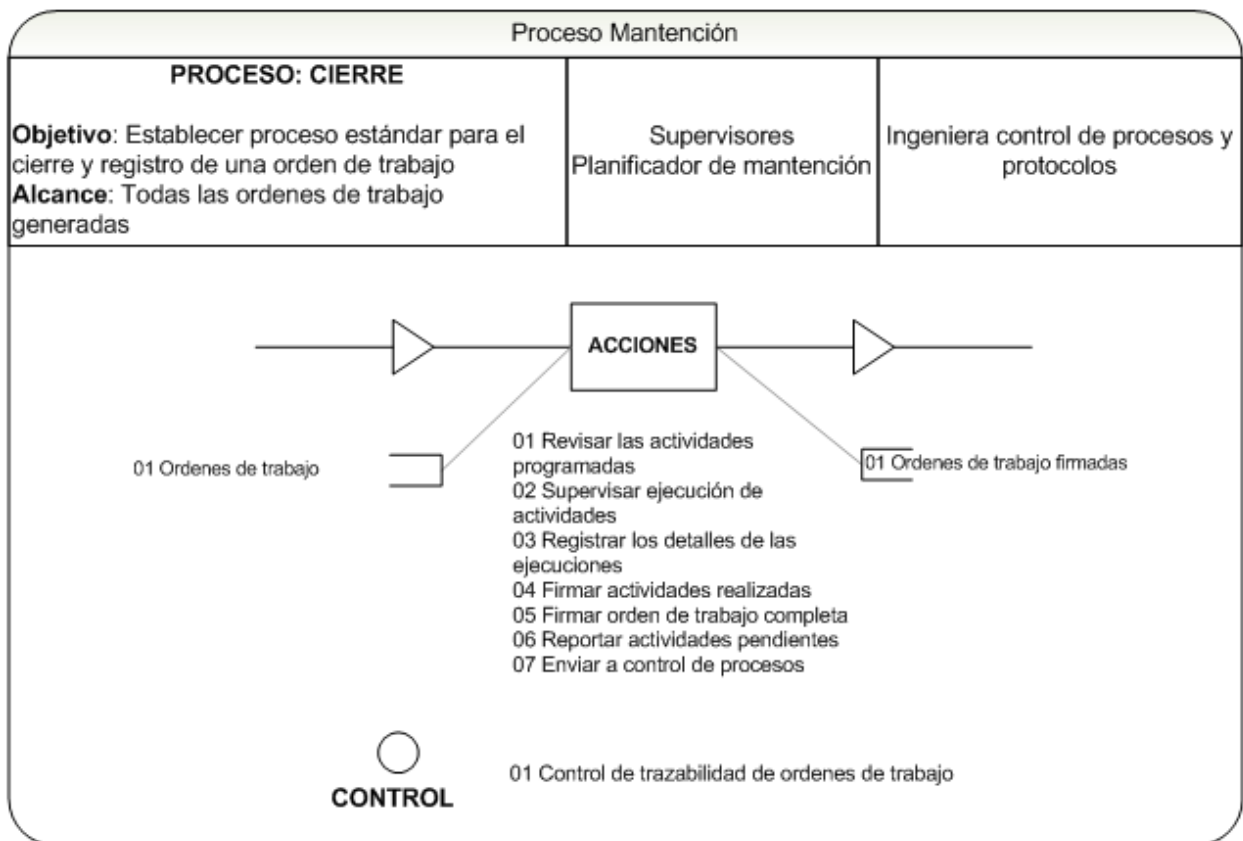 Proceso Mantención
PROCESO: CIERRE
Objetivo: Establecer proceso estándar para el
cierre y registro de una orden de trabajo
Alcance: Todas las ordenes de trabajo
generadas
Supervisores
Planificador de mantención
Ingeniera control de procesos y
protocolos
ACCIONES
01 Ordenes de trabajo
01 Revisar las actividades
programadas
02 Supervisar ejecución de
actividades
03 Registrar los detalles de las
ejecuciones
04 Firmar actividades realizadas
05 Firmar orden de trabajo completa
06 Reportar actividades pendientes
07 Enviar a control de procesos
01 Ordenes de trabajo firmadas
CONTROL
01 Control de trazabilidad de ordenes de trabajo